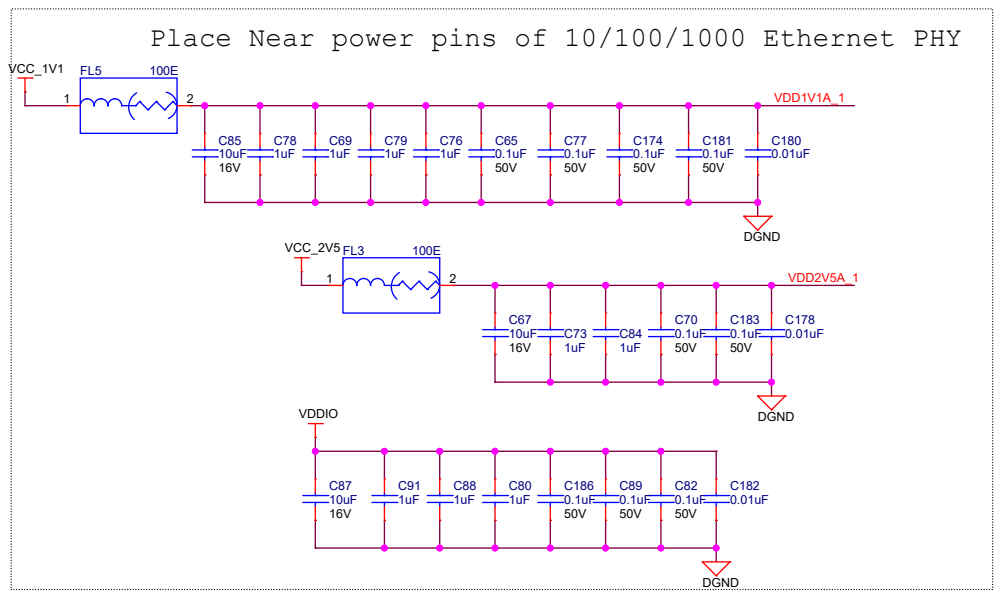 Place Near power pins of 10/100/1000 Ethernet PHY
VCC_1V1
FL5 100E
1 2
VDD1V1A_1
C85 C78 C69 C79 C76 C65 C77 C174 C181 C180
10uF 1uF 1uF 1uF 1uF 0.1uF 0.1uF 0.1uF 0.1uF 0.01uF
16V 50V 50V 50V 50V
DGND
VCC_2V5
FL3 100E
1 2
VDD2V5A_1
C67 C70 C183 C178
10uF C73 C84 0.1uF 0.1uF 0.01uF
16V 1uF 1uF 50V 50V
DGND
VDDIO
C87 C91 C88 C80 C186 C89 C82 C182
10uF 1uF 1uF 1uF 0.1uF 0.1uF 0.1uF 0.01uF
16V 50V 50V 50V
DGND